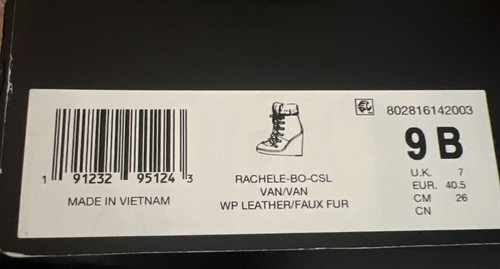 1 91232 95124 3
MADE IN VIETNAM
RACHELE-BO-CSL
VAN/VAN
WP LEATHER/FAUX FUR
802816142003
9 B
U.K. 7
EUR. 40.5
CM 26
CN